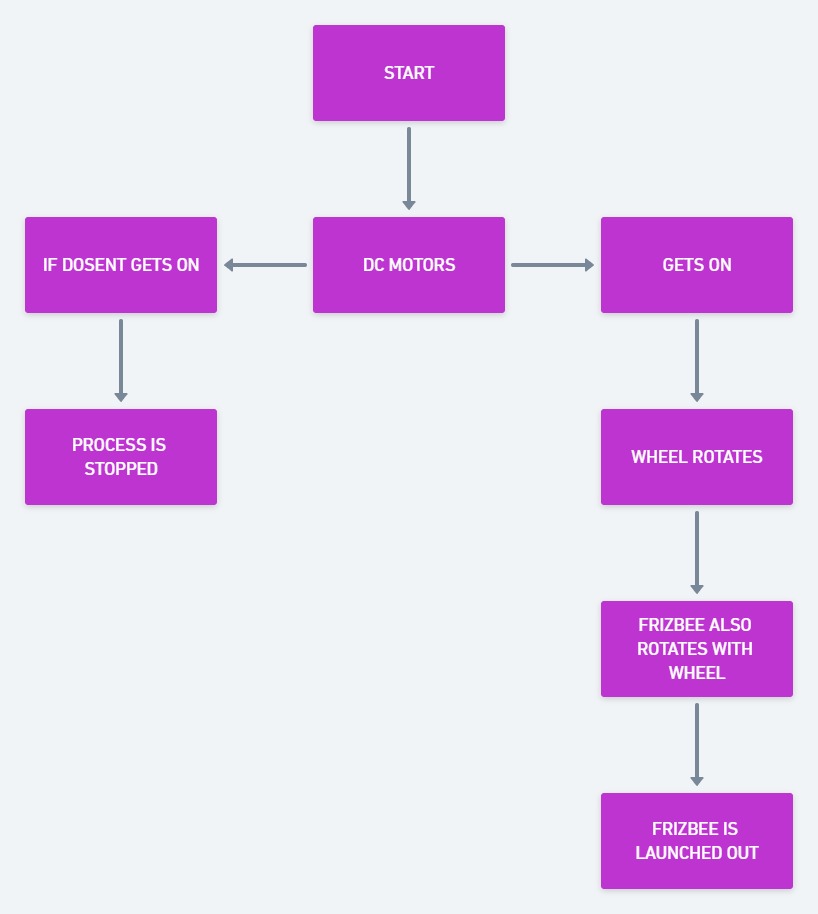 START
IF DOSENT GETS ON
DC MOTORS
GETS ON
PROCESS IS
STOPPED
WHEEL ROTATES
FRIZBEE ALSO
ROTATES WITH
WHEEL
FRIZBEE IS
LAUNCHED OUT